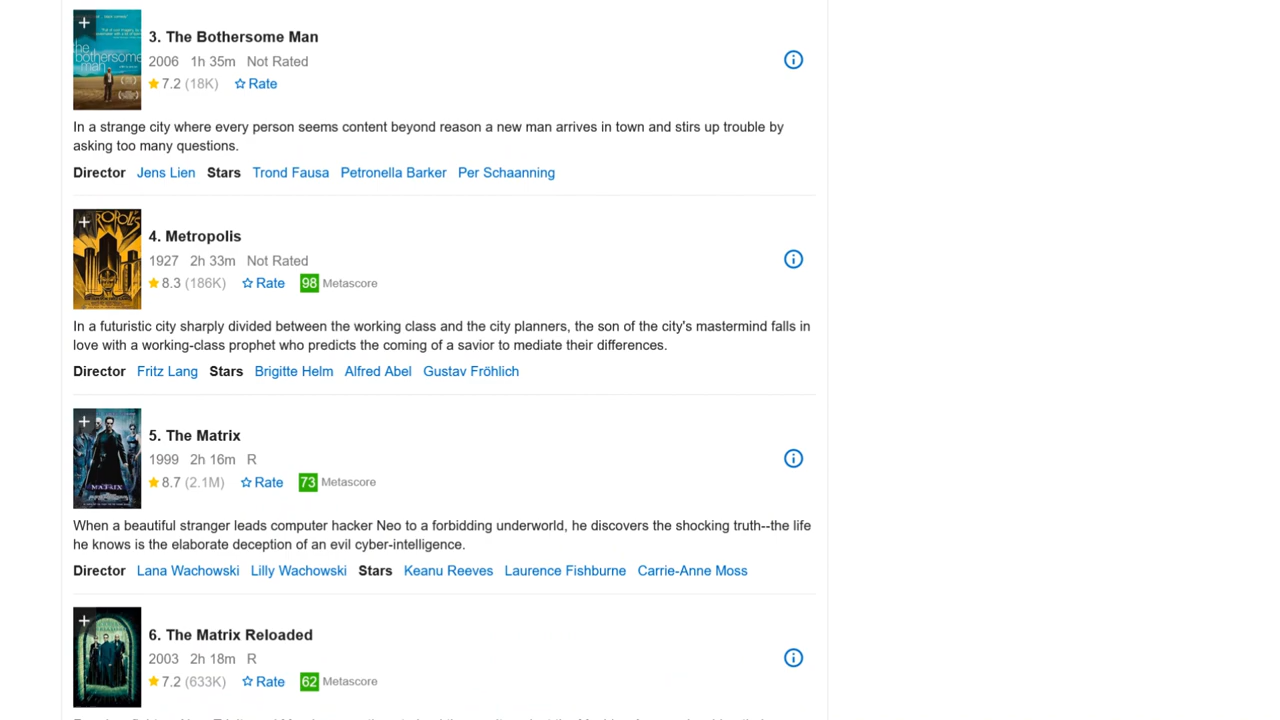 the
bothersome
man
3. The Bothersome Man
2006 1h 35m Not Rated
7.2 (18K) Rate
In a strange city where every person seems content beyond reason a new man arrives in town and stirs up trouble by
asking too many questions.
Director Jens Lien Stars Trond Fausa Petronella Barker Per Schaanning
4. Metropolis
1927 2h 33m Not Rated
8.3 (186K) Rate 98 Metascore
In a futuristic city sharply divided between the working class and the city planners, the son of the city's mastermind falls in
love with a working-class prophet who predicts the coming of a savior to mediate their differences.
Director Fritz Lang Stars Brigitte Helm Alfred Abel Gustav Fröhlich
MATRIX
5. The Matrix
1999 2h 16m R
8.7 (2.1M) Rate 73 Metascore
When a beautiful stranger leads computer hacker Neo to a forbidding underworld, he discovers the shocking truth--the life
he knows is the elaborate deception of an evil cyber-intelligence.
Director Lana Wachowski Lilly Wachowski Stars Keanu Reeves Laurence Fishburne Carrie-Anne Moss
6. The Matrix Reloaded
2003 2h 18m R
7.2 (633K) Rate 62 Metascore